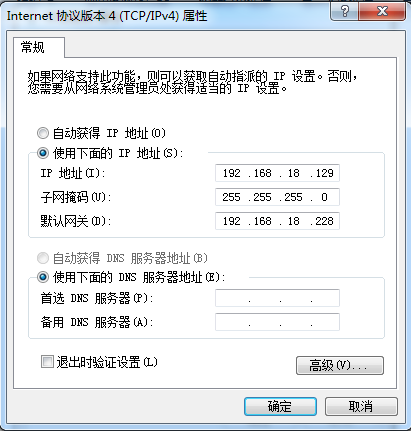 Internet 协议版本 4 (TCP/IPv4) 属性
常规
如果网络支持此功能，则可以获取自动指派的 IP 设置。否则，
您需要从网络系统管理员处获得适当的 IP 设置。
自动获得 IP 地址(O)
使用下面的 IP 地址(S):
IP 地址(I): 192 .168 . 18 .129
子网掩码(U): 255 .255 .255 . 0
默认网关(D): 192 .168 . 18 .228
自动获得 DNS 服务器地址(B)
使用下面的 DNS 服务器地址(E):
首选 DNS 服务器(P): . . .
备用 DNS 服务器(A): . . .
退出时验证设置(L)
高级(V)...
确定 取消